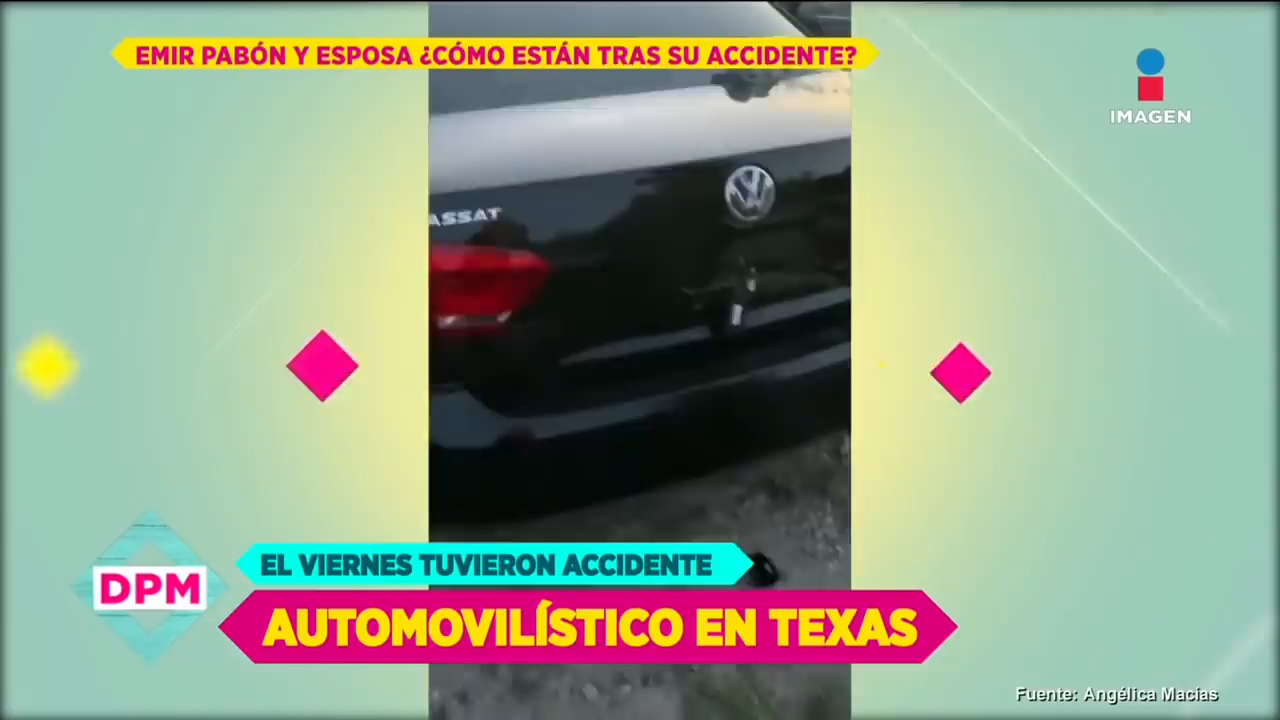 EMIR PABÓN Y ESPOSA ¿CÓMO ESTÁN TRAS SU ACCIDENTE?
IMAGEN
ASSAT
DPM
EL VIERNES TUVIERON ACCIDENTE
AUTOMOVILÍSTICO EN TEXAS
Fuente: Angélica Macías